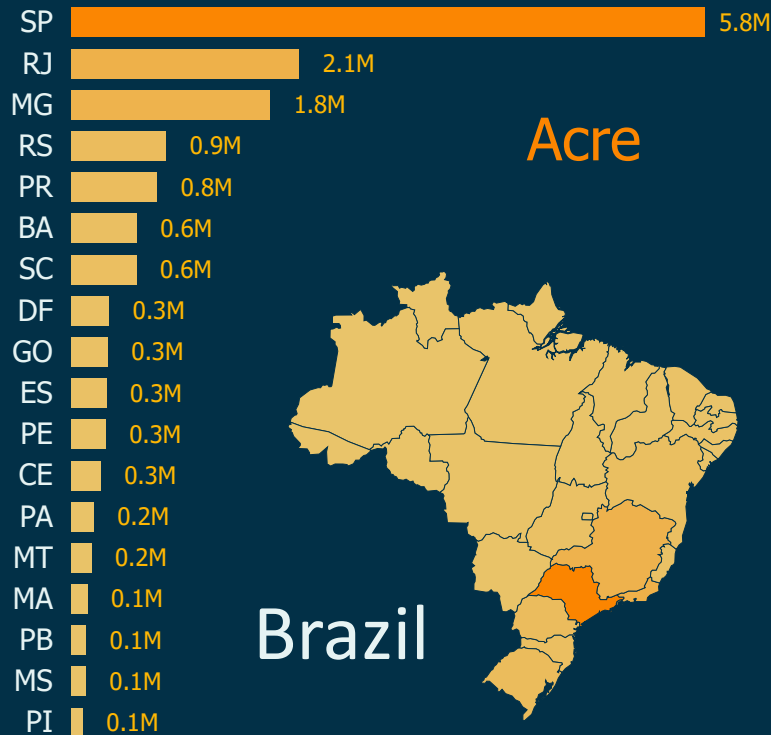 SP 5.8M
RJ 2.1M
MG 1.8M
Acre
RS 0.9M
PR 0.8M
BA 0.6M
SC 0.6M
DF 0.3M
GO 0.3M
ES 0.3M
PE 0.3M
CE 0.3M
PA 0.2M
MT 0.2M
MA 0.1M
PB 0.1M
Brazil
MS 0.1M
PI 0.1M